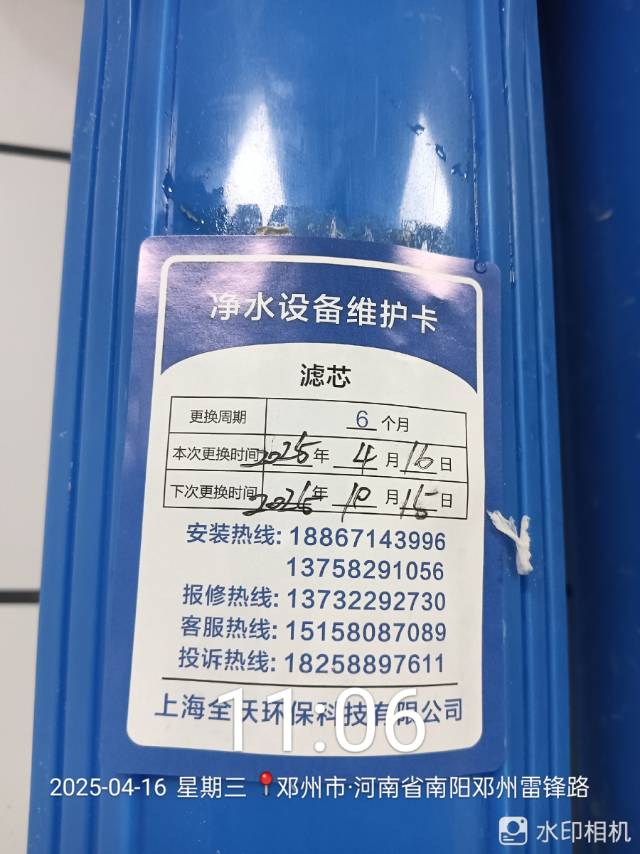 净水设备维护卡
滤芯
更换周期 6 个月
本次更换时间 2025 年 4 月 16 日
下次更换时间 2025 年 10 月 15 日
安装热线: 18867143996
13758291056
报修热线: 13732292730
客服热线: 15158087089
投诉热线: 18258897611
上海全沃环保科技有限公司
11:06
2025-04-16 星期三 邓州市·河南省南阳邓州雷锋路
水印相机